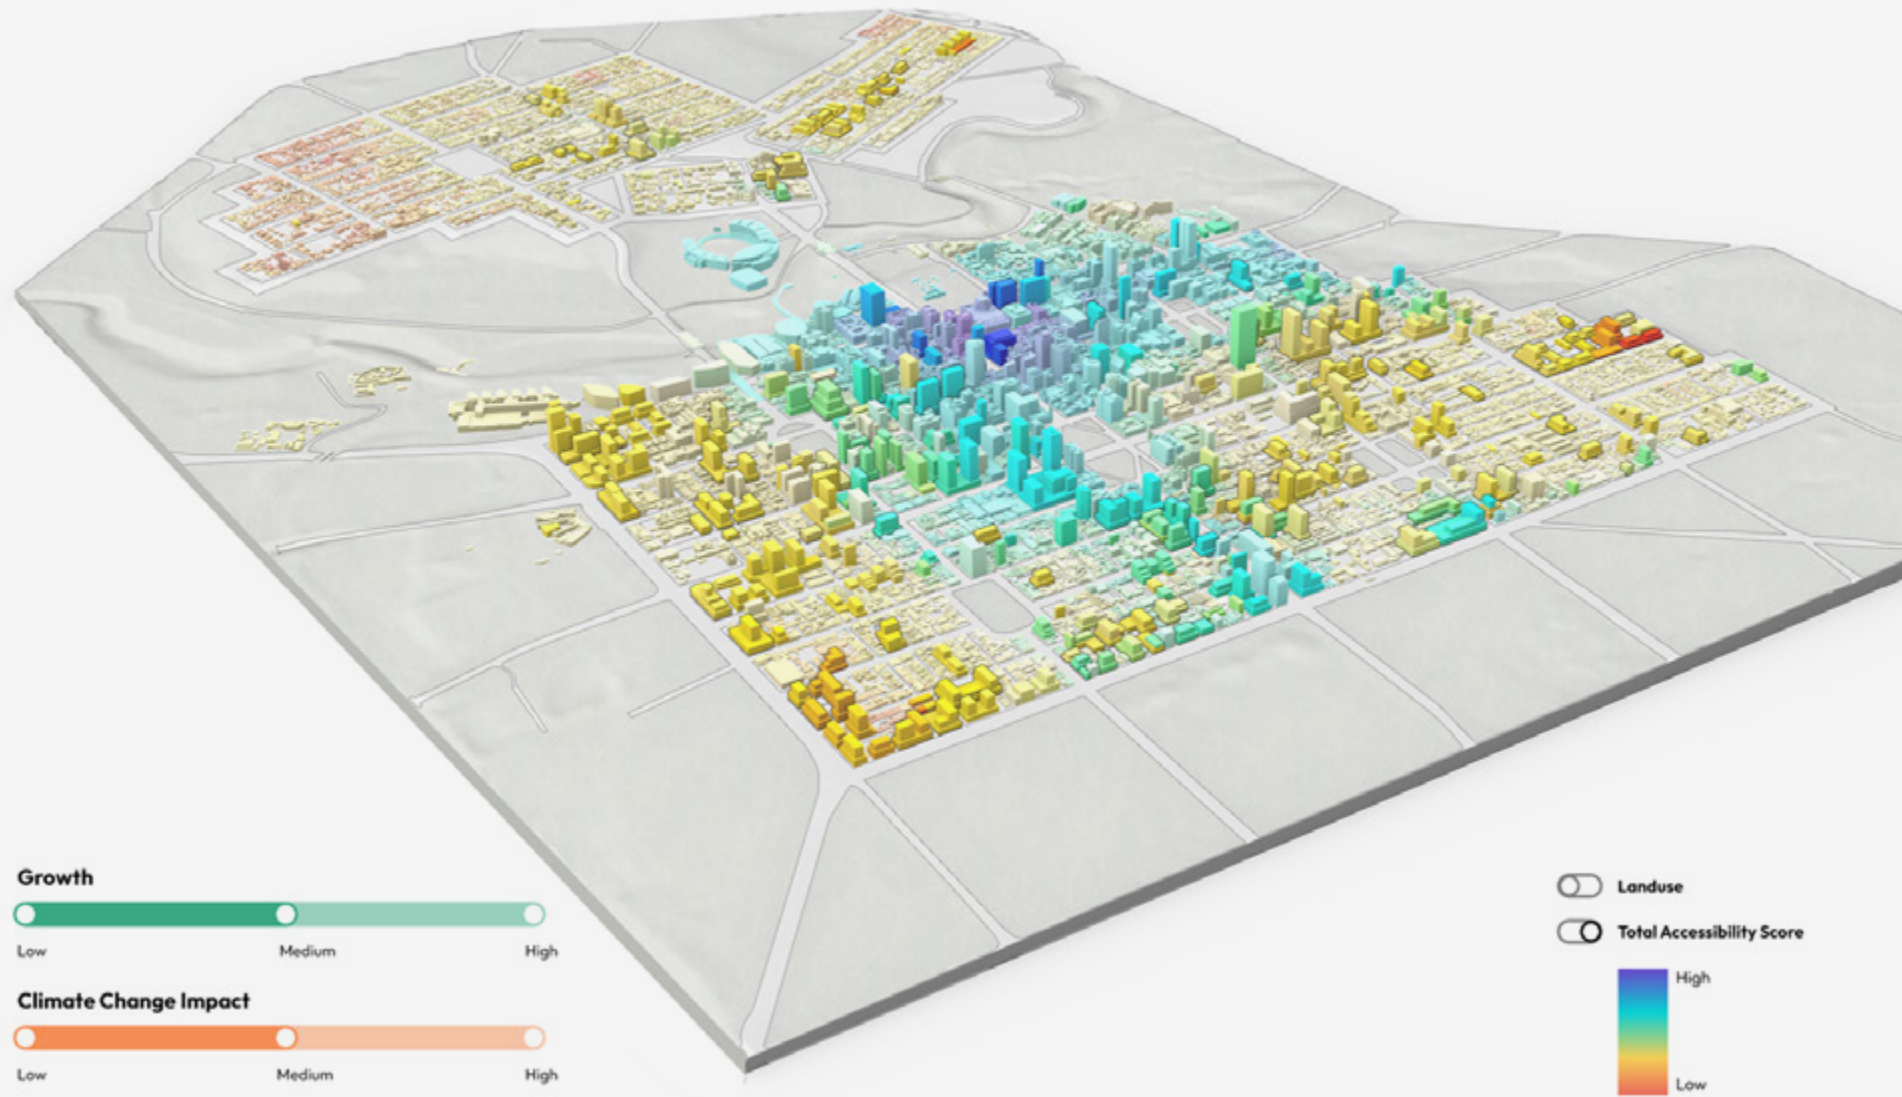 Growth
Low Medium High
Climate Change Impact
Low Medium High
Landuse
Total Accessibility Score
High
Low